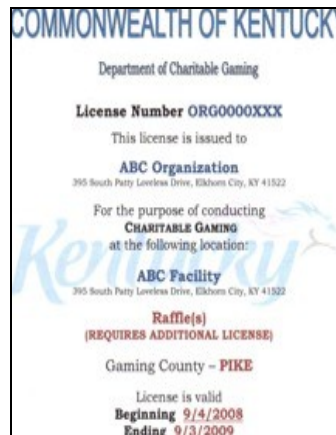 COMMONWEALTH OF KENTUCKY
Department of Charitable Gaming
License Number ORG0000XXX
This license is issued to
ABC Organization
395 South Patty Loveless Drive, Elkhorn City, KY 41522
For the purpose of conducting
CHARITABLE GAMING
at the following location:
Kentucky
ABC Facility
395 South Patty Loveless Drive, Elkhorn City, KY 41522
Raffle(s)
(REQUIRES ADDITIONAL LICENSE)
Gaming County – PIKE
License is valid
Beginning 9/4/2008
Ending 9/3/2009